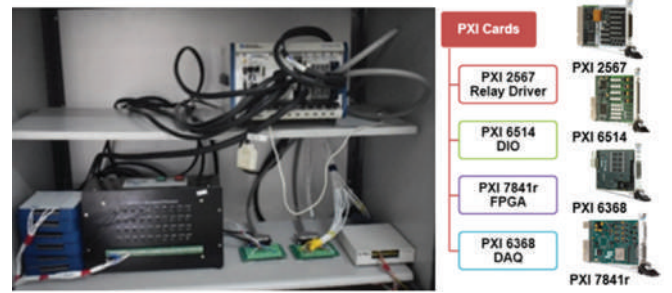 PXI Cards
PXI 2567
Relay Driver
PXI 6514
DIO
PXI 7841r
FPGA
PXI 6368
DAQ
PXI 2567
PXI 6514
PXI 6368
PXI 7841r